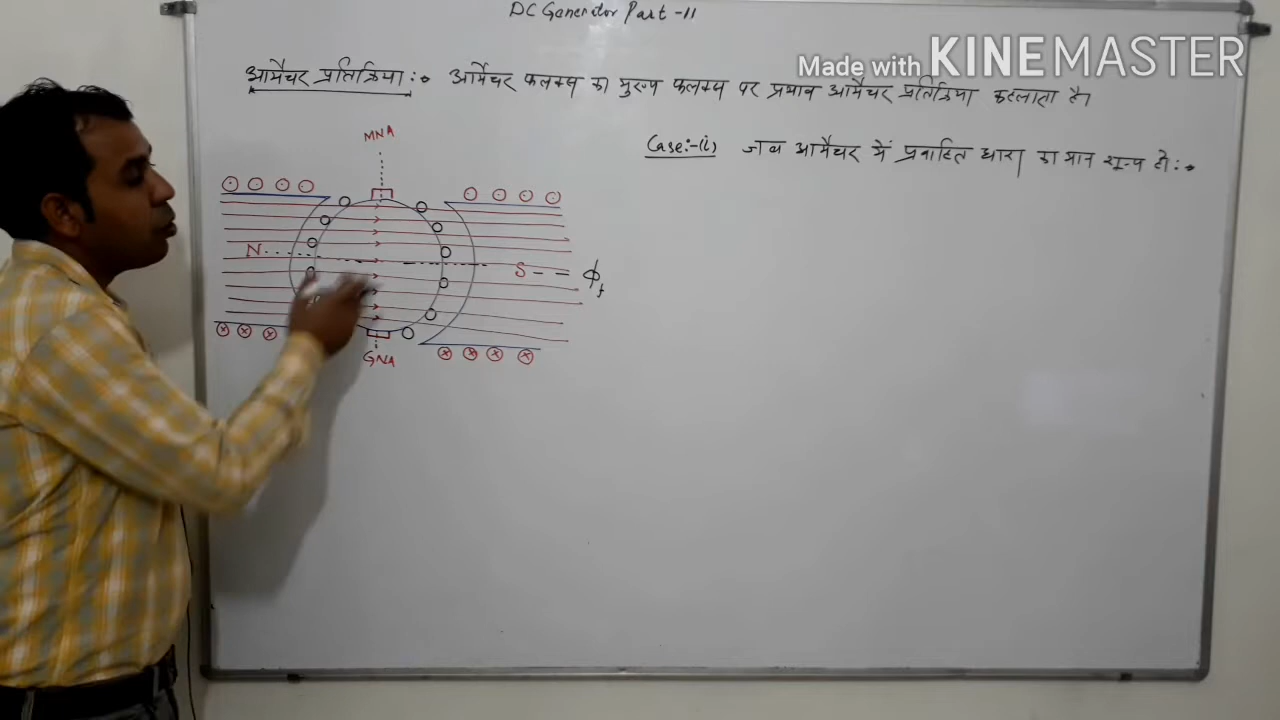 DC Generator Part -11
Made with KINEMASTER
आर्मेचर प्रतिक्रिया :- आर्मेचर फ्लक्स का मुख्य फ्लक्स पर प्रभाव आर्मेचर प्रतिक्रिया कहलाता है।
MNA
Case:-(i) जब आर्मेचर में प्रवाहित धारा का मान शून्य हो :-
N
S
ϕf
GNA